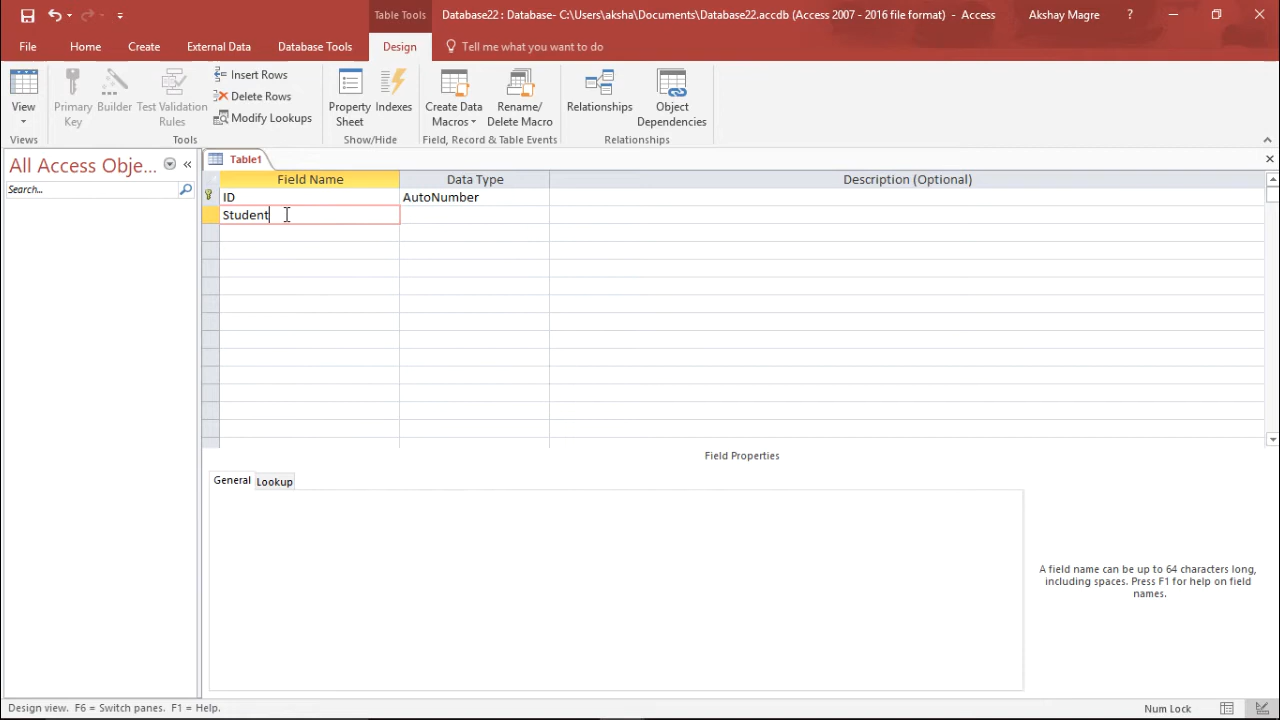 Table Tools
Database22 : Database- C:\Users\aksha\Documents\Database22.accdb (Access 2007 - 2016 file format) - Access
Akshay Magre
?
File
Home
Create
External Data
Database Tools
Design
Tell me what you want to do
View
Primary Key
Builder
Test Validation Rules
Insert Rows
Delete Rows
Modify Lookups
Property Sheet
Indexes
Create Data Macros
Rename/ Delete Macro
Relationships
Object Dependencies
Views
Tools
Show/Hide
Field, Record & Table Events
Relationships
All Access Obje...
Search...
Table1
Field Name
Data Type
Description (Optional)
ID
AutoNumber
Student
Field Properties
General
Lookup
A field name can be up to 64 characters long,
including spaces. Press F1 for help on field
names.
Design view. F6 = Switch panes. F1 = Help.
Num Lock